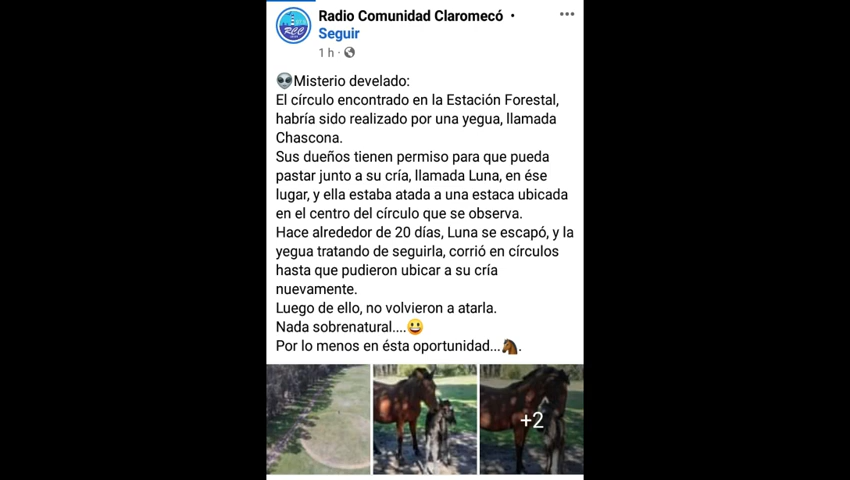 Radio Comunidad Claromecó •
Seguir
1 h ·
👽Misterio develado:
El círculo encontrado en la Estación Forestal,
habría sido realizado por una yegua, llamada
Chascona.
Sus dueños tienen permiso para que pueda
pastar junto a su cría, llamada Luna, en ése
lugar, y ella estaba atada a una estaca ubicada
en el centro del círculo que se observa.
Hace alrededor de 20 días, Luna se escapó, y la
yegua tratando de seguirla, corrió en círculos
hasta que pudieron ubicar a su cría
nuevamente.
Luego de ello, no volvieron a atarla.
Nada sobrenatural....😀
Por lo menos en ésta oportunidad...🐴.
+2
RCC